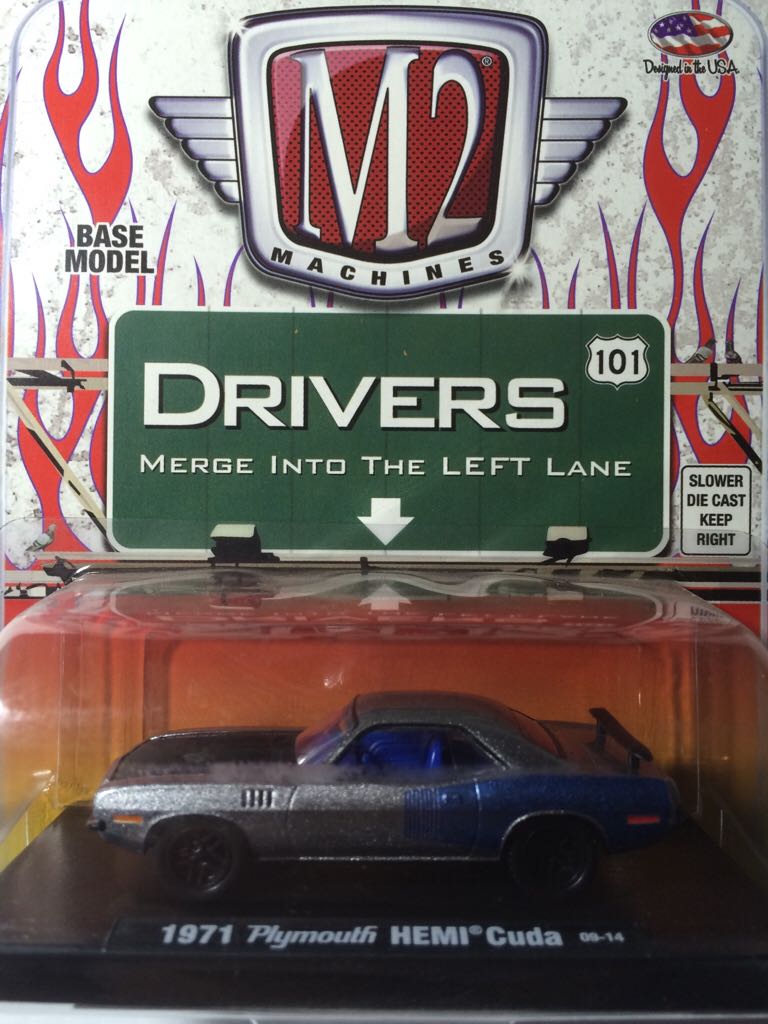 M2®
MACHINES
Designed in the USA
BASE
MODEL
101
DRIVERS
MERGE INTO THE LEFT LANE
SLOWER
DIE CAST
KEEP
RIGHT
1971 Plymouth HEMI® Cuda 09-14